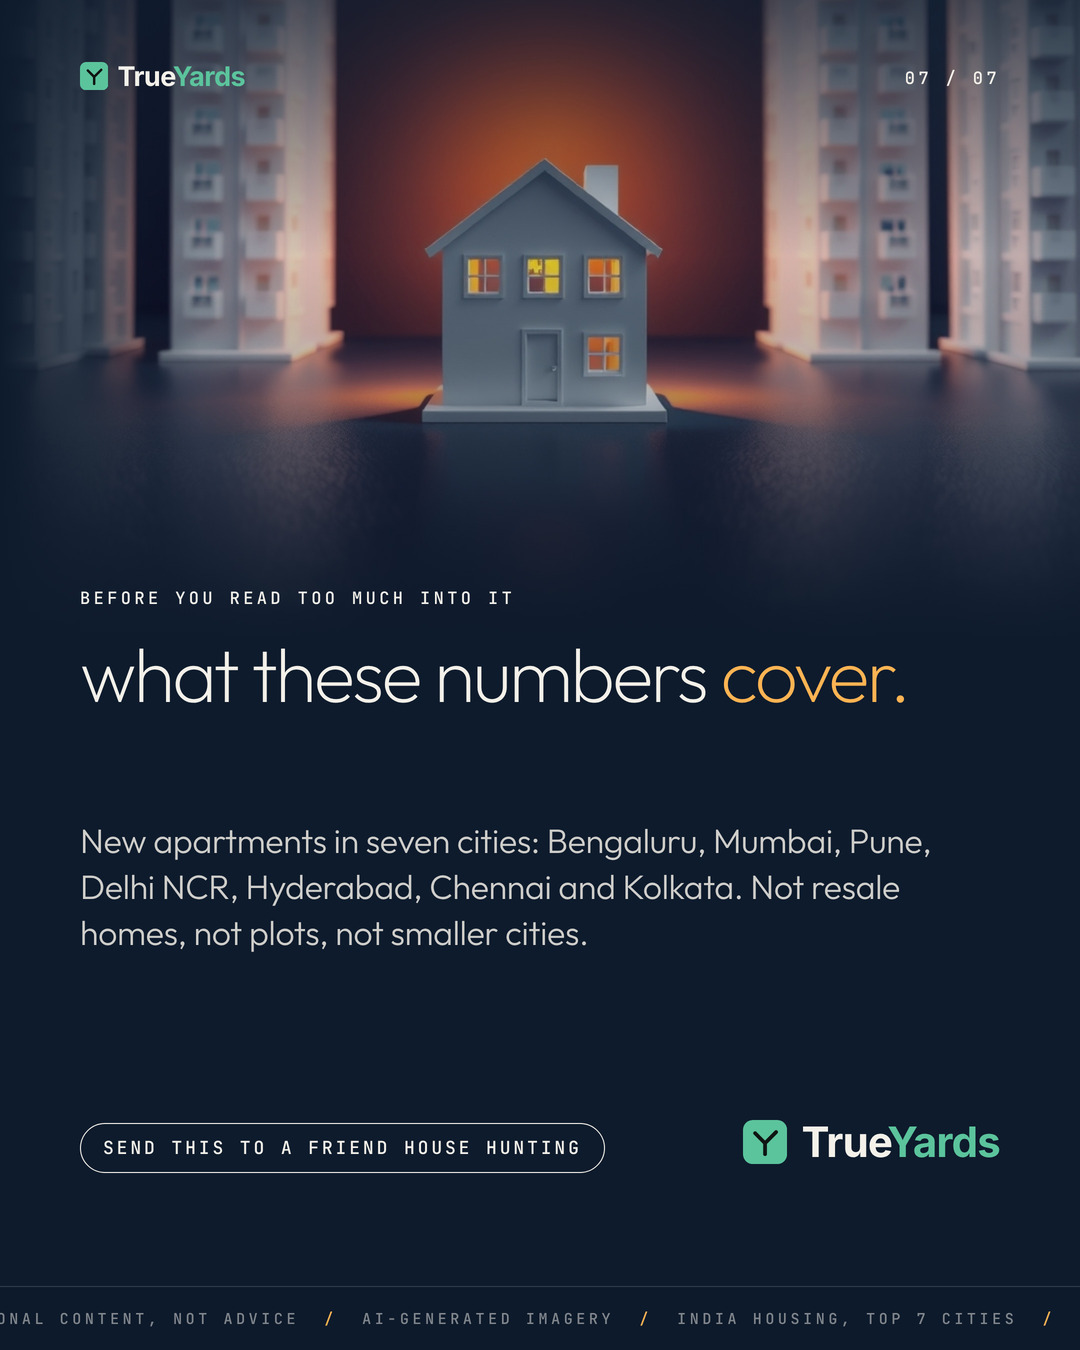 TrueYards
07 / 07
BEFORE YOU READ TOO MUCH INTO IT
what these numbers cover.
New apartments in seven cities: Bengaluru, Mumbai, Pune,
Delhi NCR, Hyderabad, Chennai and Kolkata. Not resale
homes, not plots, not smaller cities.
SEND THIS TO A FRIEND HOUSE HUNTING
TrueYards
CONTENT, NOT ADVICE / AI-GENERATED IMAGERY / INDIA HOUSING, TOP 7 CITIES /